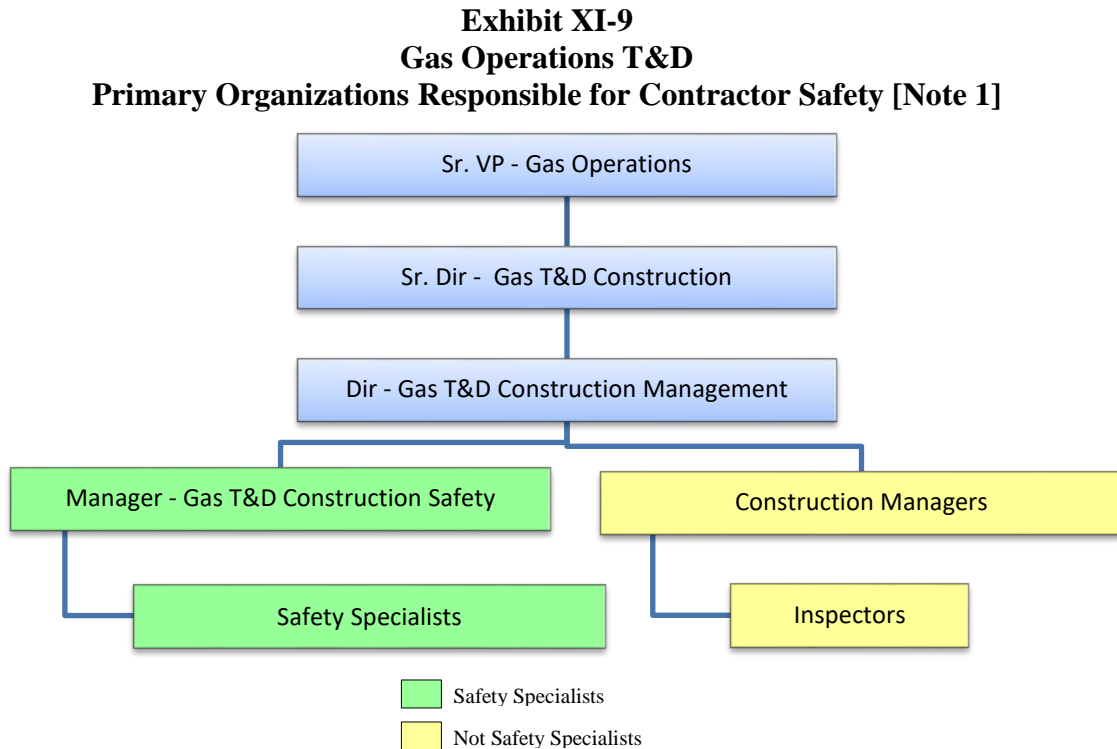 Exhibit XI-9
Gas Operations T&D
Primary Organizations Responsible for Contractor Safety [Note 1]
Sr. VP - Gas Operations
Sr. Dir - Gas T&D Construction
Dir - Gas T&D Construction Management
Manager - Gas T&D Construction Safety
Construction Managers
Safety Specialists
Inspectors
Safety Specialists
Not Safety Specialists